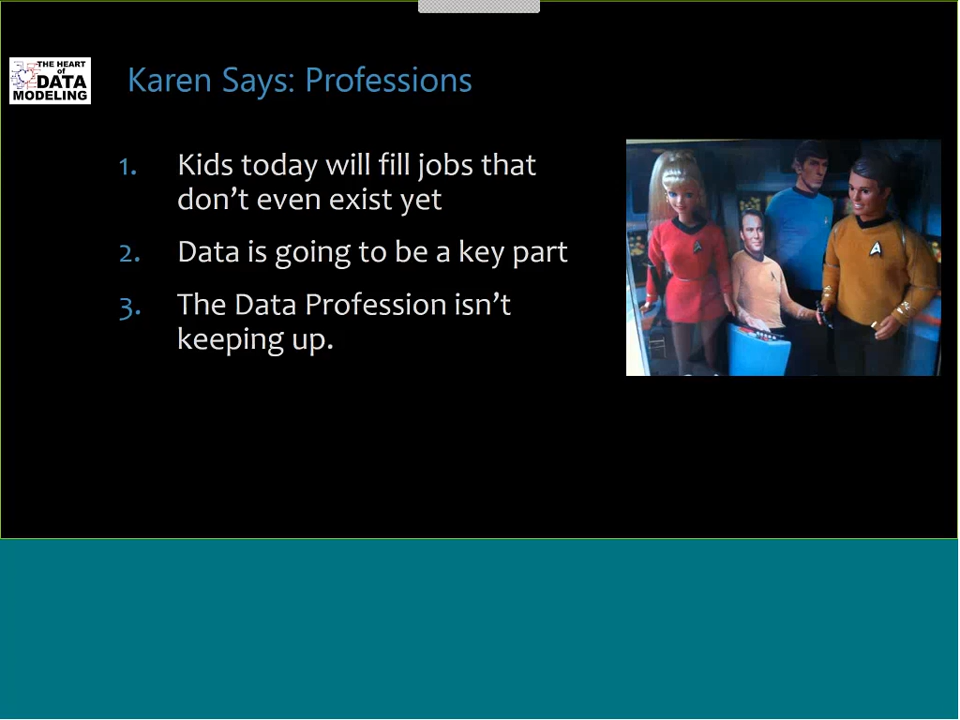 THE HEART
of
DATA
MODELING
Karen Says: Professions
1. Kids today will fill jobs that
don’t even exist yet
2. Data is going to be a key part
3. The Data Profession isn’t
keeping up.